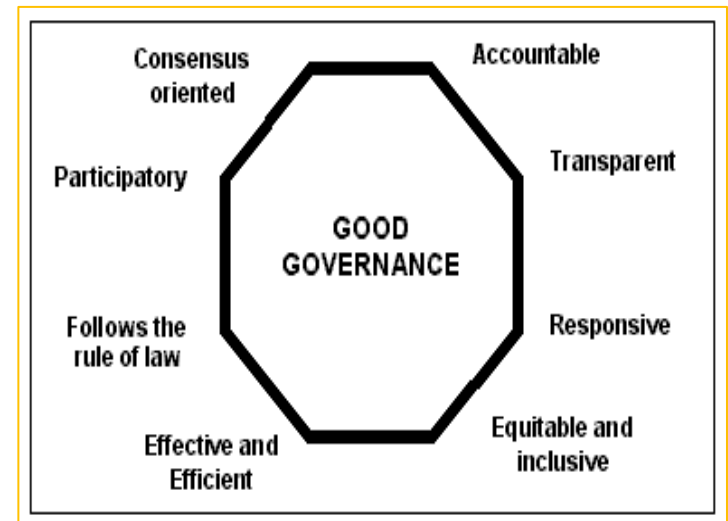 Consensus
oriented
Accountable
Participatory
Transparent
GOOD
GOVERNANCE
Follows the
rule of law
Responsive
Effective and
Efficient
Equitable and
inclusive